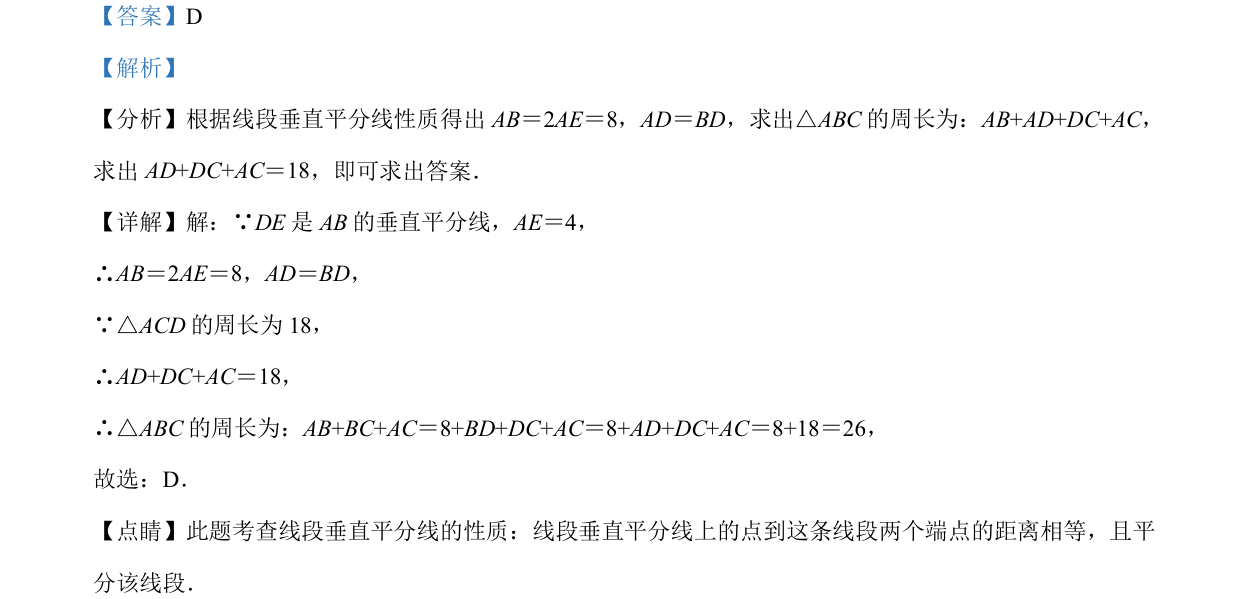 【答案】D
【解析】
【分析】根据线段垂直平分线性质得出 AB＝2AE＝8，AD＝BD，求出△ABC 的周长为：AB+AD+DC+AC，
求出 AD+DC+AC＝18，即可求出答案．
【详解】解：∵DE 是 AB 的垂直平分线，AE＝4，
∴AB＝2AE＝8，AD＝BD，
∵△ACD 的周长为 18，
∴AD+DC+AC＝18，
∴△ABC 的周长为：AB+BC+AC＝8+BD+DC+AC＝8+AD+DC+AC＝8+18＝26，
故选：D．
【点睛】此题考查线段垂直平分线的性质：线段垂直平分线上的点到这条线段两个端点的距离相等，且平
分该线段．